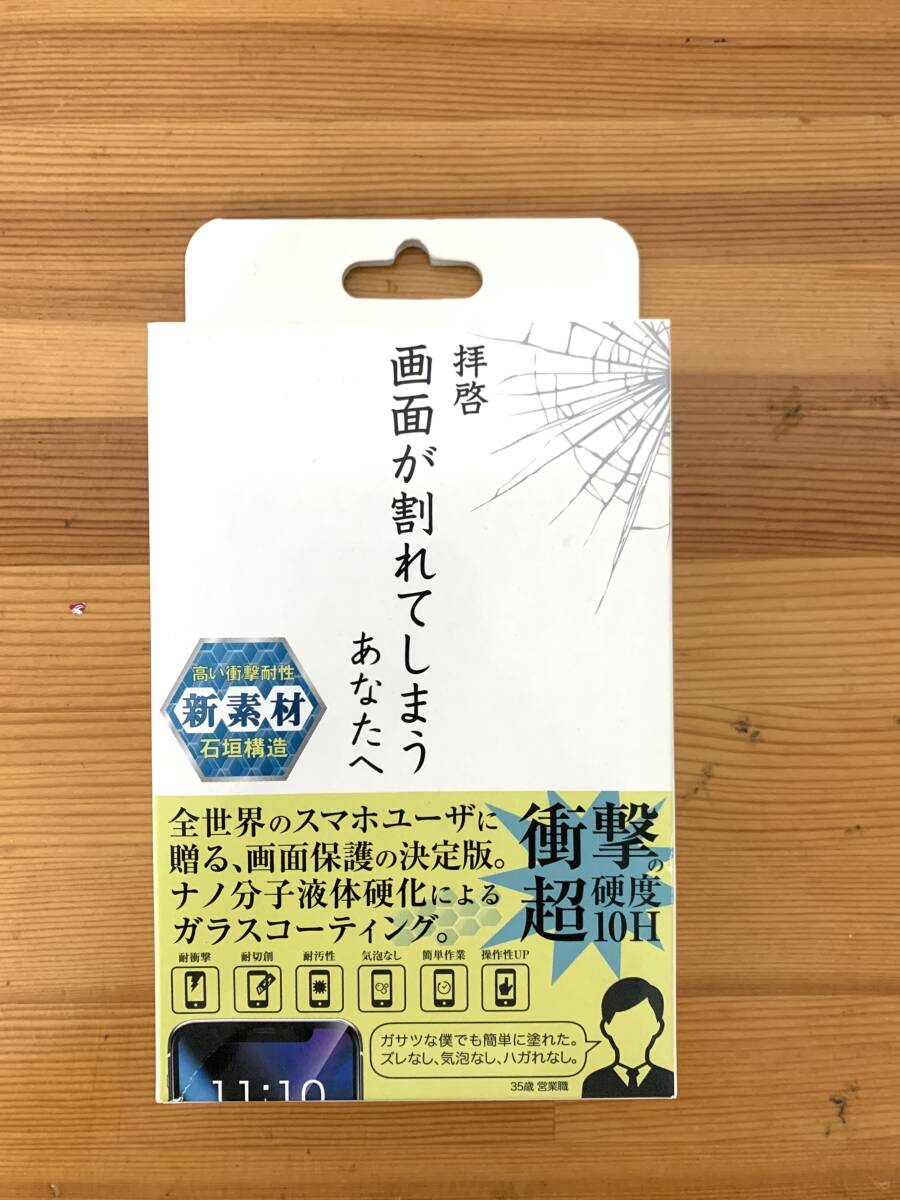 拝啓
画面が割れてしまう
あなたへ
高い衝撃耐性
新素材
石垣構造
全世界のスマホユーザに
贈る、画面保護の決定版。
ナノ分子液体硬化による
ガラスコーティング。
衝撃の
超硬度
10H
耐衝撃
耐切創
耐汚性
気泡なし
簡単作業
操作性UP
ガサツな僕でも簡単に塗れた。
ズレなし、気泡なし、ハガれなし。
35歳 営業職
11:10